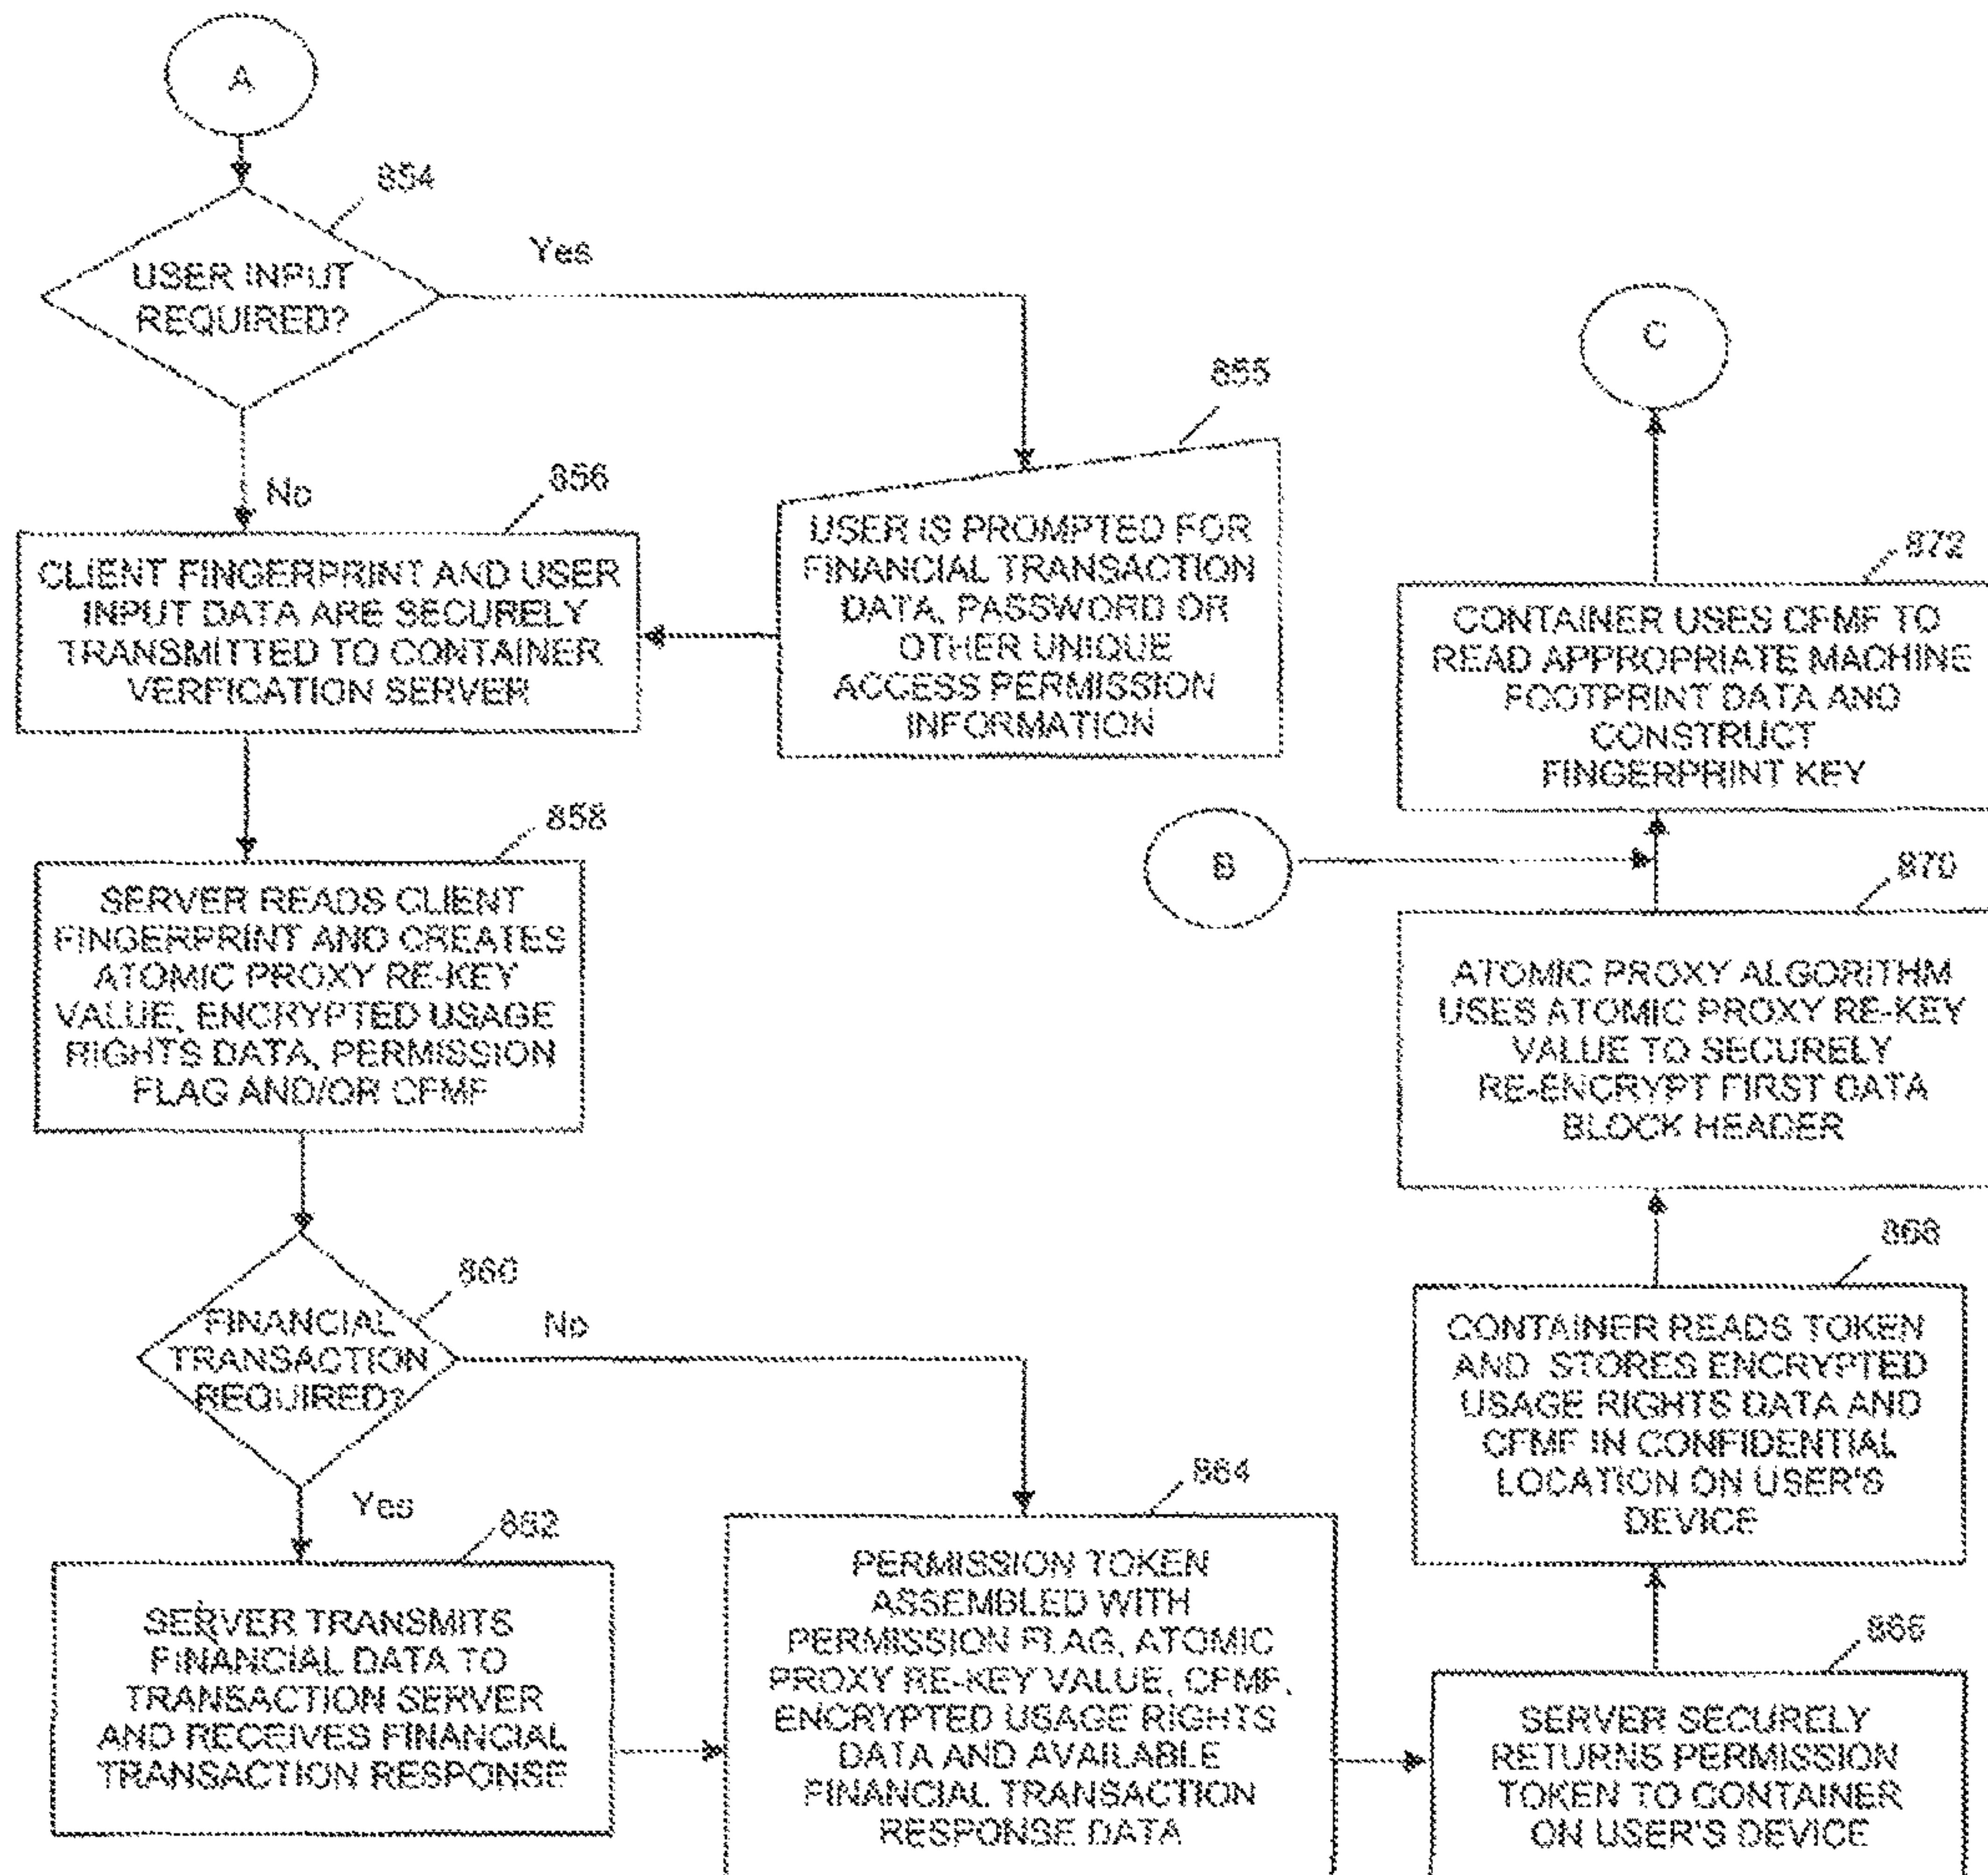 A
854
USER INPUT
REQUIRED?
Yes
No
855
USER IS PROMPTED FOR
FINANCIAL TRANSACTION
DATA, PASSWORD OR
OTHER UNIQUE
ACCESS PERMISSION
INFORMATION
856
CLIENT FINGERPRINT AND USER
INPUT DATA ARE SECURELY
TRANSMITTED TO CONTAINER
VERFICATION SERVER
858
SERVER READS CLIENT
FINGERPRINT AND CREATES
ATOMIC PROXY RE-KEY
VALUE, ENCRYPTED USAGE
RIGHTS DATA, PERMISSION
FLAG AND/OR CFMF
860
FINANCIAL
TRANSACTION
REQUIRED?
No
Yes
862
SERVER TRANSMITS
FINANCIAL DATA TO
TRANSACTION SERVER
AND RECEIVES FINANCIAL
TRANSACTION RESPONSE
864
PERMISSION TOKEN
ASSEMBLED WITH
PERMISSION FLAG, ATOMIC
PROXY RE-KEY VALUE, CFMF,
ENCRYPTED USAGE RIGHTS
DATA AND AVAILABLE
FINANCIAL TRANSACTION
RESPONSE DATA
866
SERVER SECURELY
RETURNS PERMISSION
TOKEN TO CONTAINER
ON USER'S DEVICE
868
CONTAINER READS TOKEN
AND STORES ENCRYPTED
USAGE RIGHTS DATA AND
CFMF IN CONFIDENTIAL
LOCATION ON USER'S
DEVICE
870
ATOMIC PROXY ALGORITHM
USES ATOMIC PROXY RE-KEY
VALUE TO SECURELY
RE-ENCRYPT FIRST DATA
BLOCK HEADER
B
872
CONTAINER USES CFMF TO
READ APPROPRIATE MACHINE
FOOTPRINT DATA AND
CONSTRUCT
FINGERPRINT KEY
C